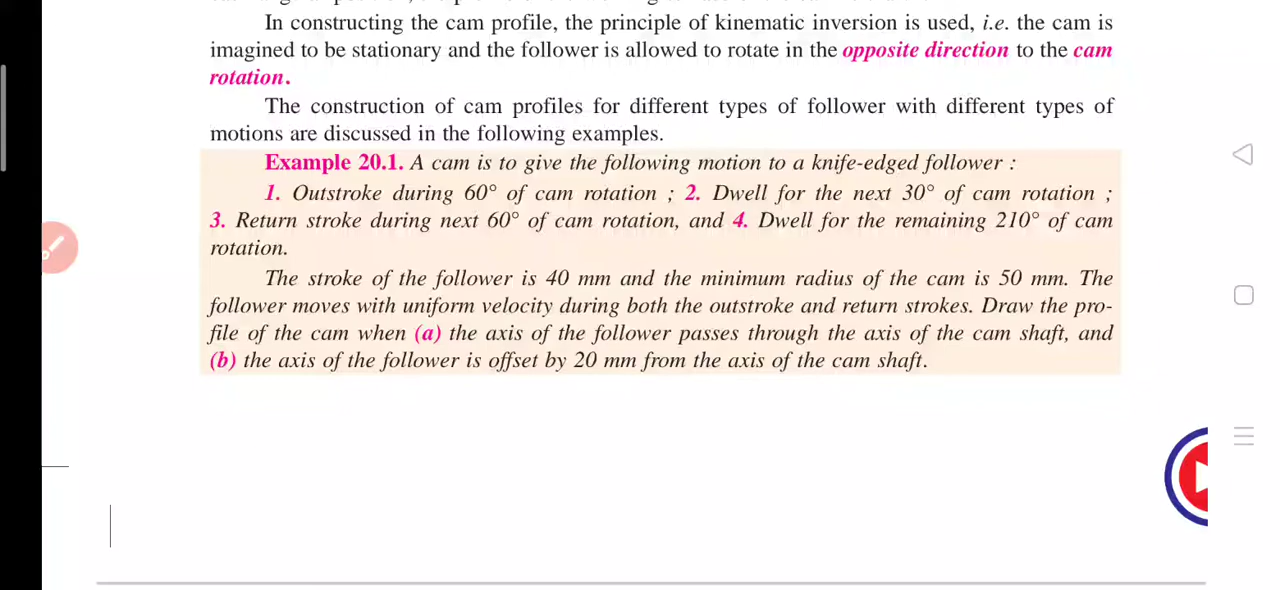 In constructing the cam profile, the principle of kinematic inversion is used, i.e. the cam is
imagined to be stationary and the follower is allowed to rotate in the opposite direction to the cam
rotation.
The construction of cam profiles for different types of follower with different types of
motions are discussed in the following examples.
Example 20.1. A cam is to give the following motion to a knife-edged follower :
1. Outstroke during 60° of cam rotation ; 2. Dwell for the next 30° of cam rotation ;
3. Return stroke during next 60° of cam rotation, and 4. Dwell for the remaining 210° of cam
rotation.
The stroke of the follower is 40 mm and the minimum radius of the cam is 50 mm. The
follower moves with uniform velocity during both the outstroke and return strokes. Draw the pro-
file of the cam when (a) the axis of the follower passes through the axis of the cam shaft, and
(b) the axis of the follower is offset by 20 mm from the axis of the cam shaft.